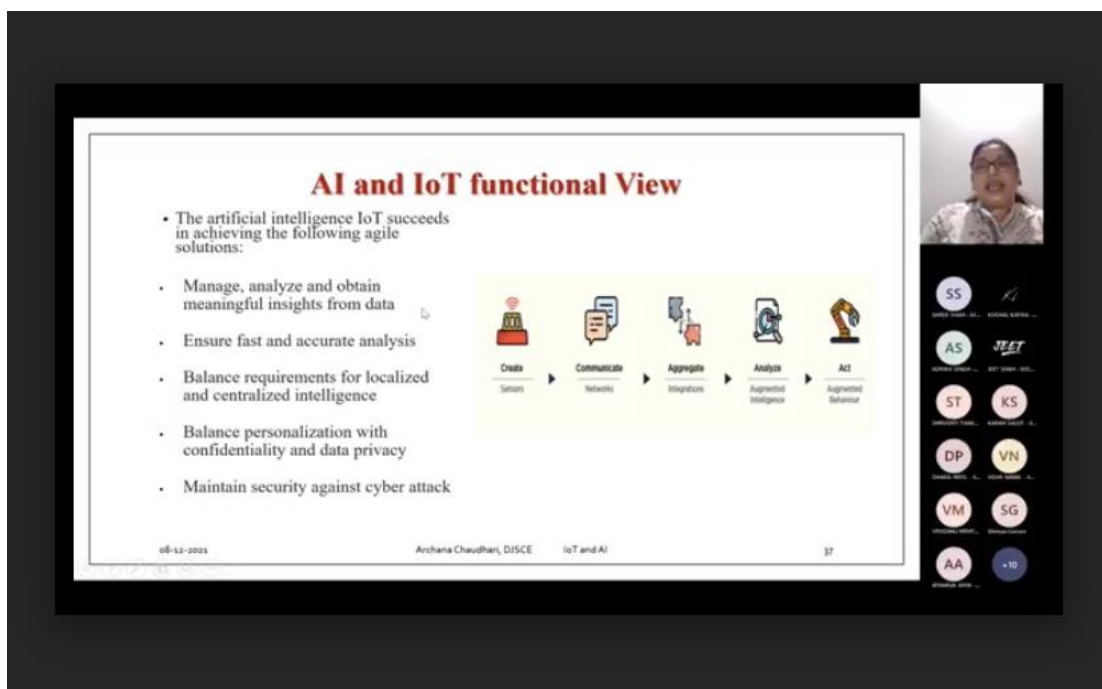 AI and IoT functional View
• The artificial intelligence IoT succeeds
in achieving the following agile
solutions:
• Manage, analyze and obtain
meaningful insights from data
• Ensure fast and accurate analysis
• Balance requirements for localized
and centralized intelligence
• Balance personalization with
confidentiality and data privacy
• Maintain security against cyber attack
Create
Sensors
Communicate
Networks
Aggregate
Integrations
Analyze
Augmented
Intelligence
Act
Augmented
Behaviour
08-12-2021
Archana Chaudhari, DJSCE
IoT and AI
37
SS
AS
JEET
ST
KS
DP
VN
VM
SG
AA
+10